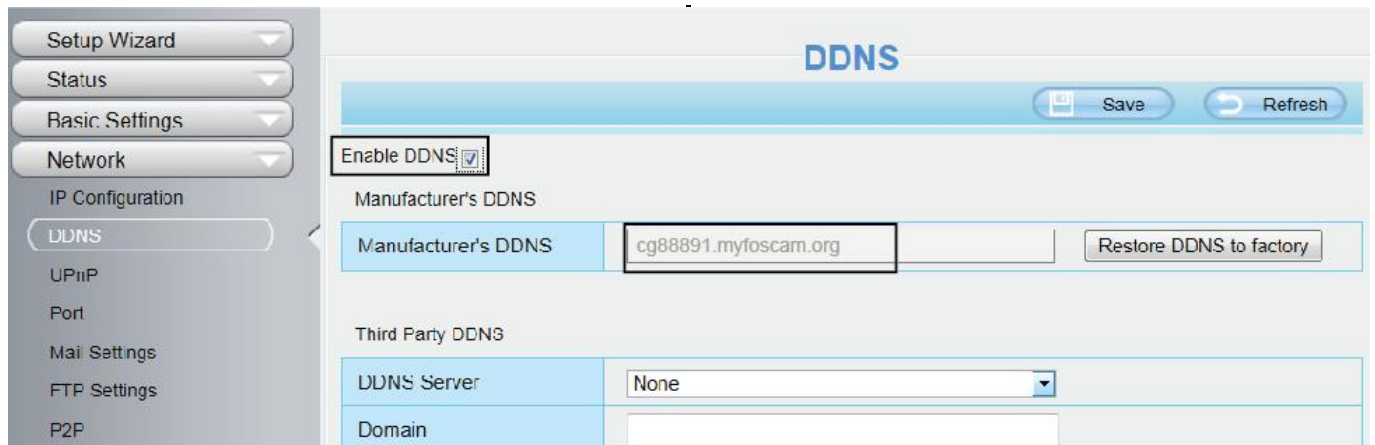 Setup Wizard
Status
Basic Settings
Network
IP Configuration
DDNS
UPnP
Port
Mail Settings
FTP Settings
P2P
DDNS
Save
Refresh
Enable DDNS
Manufacturer's DDNS
Manufacturer's DDNS
cg88891.myfoscam.org
Restore DDNS to factory
Third Party DDNS
DDNS Server
None
Domain